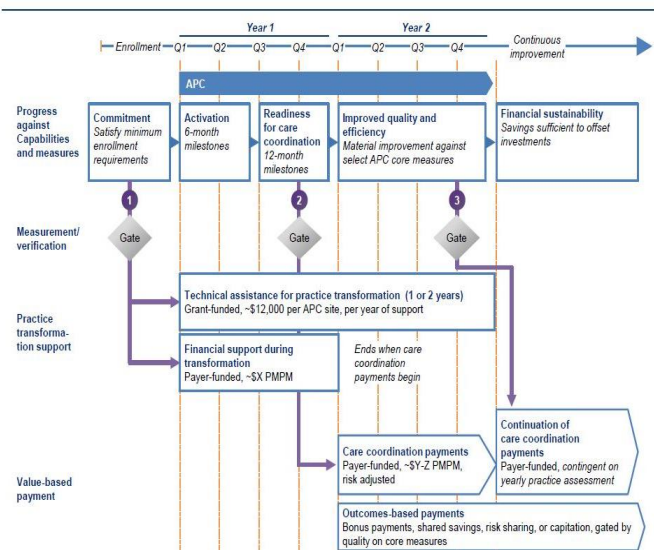 Year 1
Year 2
Enrollment
Q1
Q2
Q3
Q4
Q1
Q2
Q3
Q4
Continuous
improvement
APC
Progress
against
Capabilities
and measures
Commitment
Satisfy minimum
enrollment
requirements
Activation
6-month
milestones
Readiness
for care
coordination
12-month
milestones
Improved quality and
efficiency
Material improvement against
select APC core measures
Financial sustainability
Savings sufficient to offset
investments
1
2
3
Measurement/
verification
Gate
Gate
Gate
Practice
transforma-
tion support
Technical assistance for practice transformation (1 or 2 years)
Grant-funded, ~$12,000 per APC site, per year of support
Financial support during
transformation
Payer-funded, ~$X PMPM
Ends when care
coordination
payments begin
Value-based
payment
Care coordination payments
Payer-funded, ~$Y-Z PMPM,
risk adjusted
Continuation of
care coordination
payments
Payer-funded, contingent on
yearly practice assessment
Outcomes-based payments
Bonus payments, shared savings, risk sharing, or capitation, gated by
quality on core measures